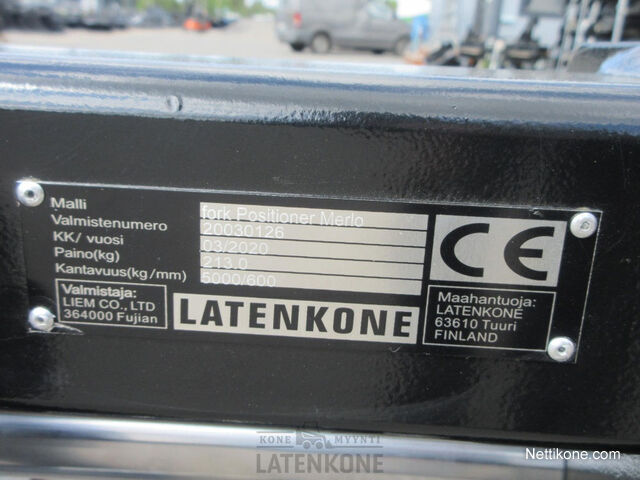 Malli fork Positioner Merlo
Valmistenumero 20030126
KK/ vuosi 03/2020
Paino(kg) 213,0
Kantavuus(kg/mm) 5000/600
CE
Valmistaja:
LIEM CO., LTD
364000 Fujian
LATENKONE
Maahantuoja:
LATENKONE
63610 Tuuri
FINLAND
KONE MYYNTI
LATENKONE
Nettikone.com